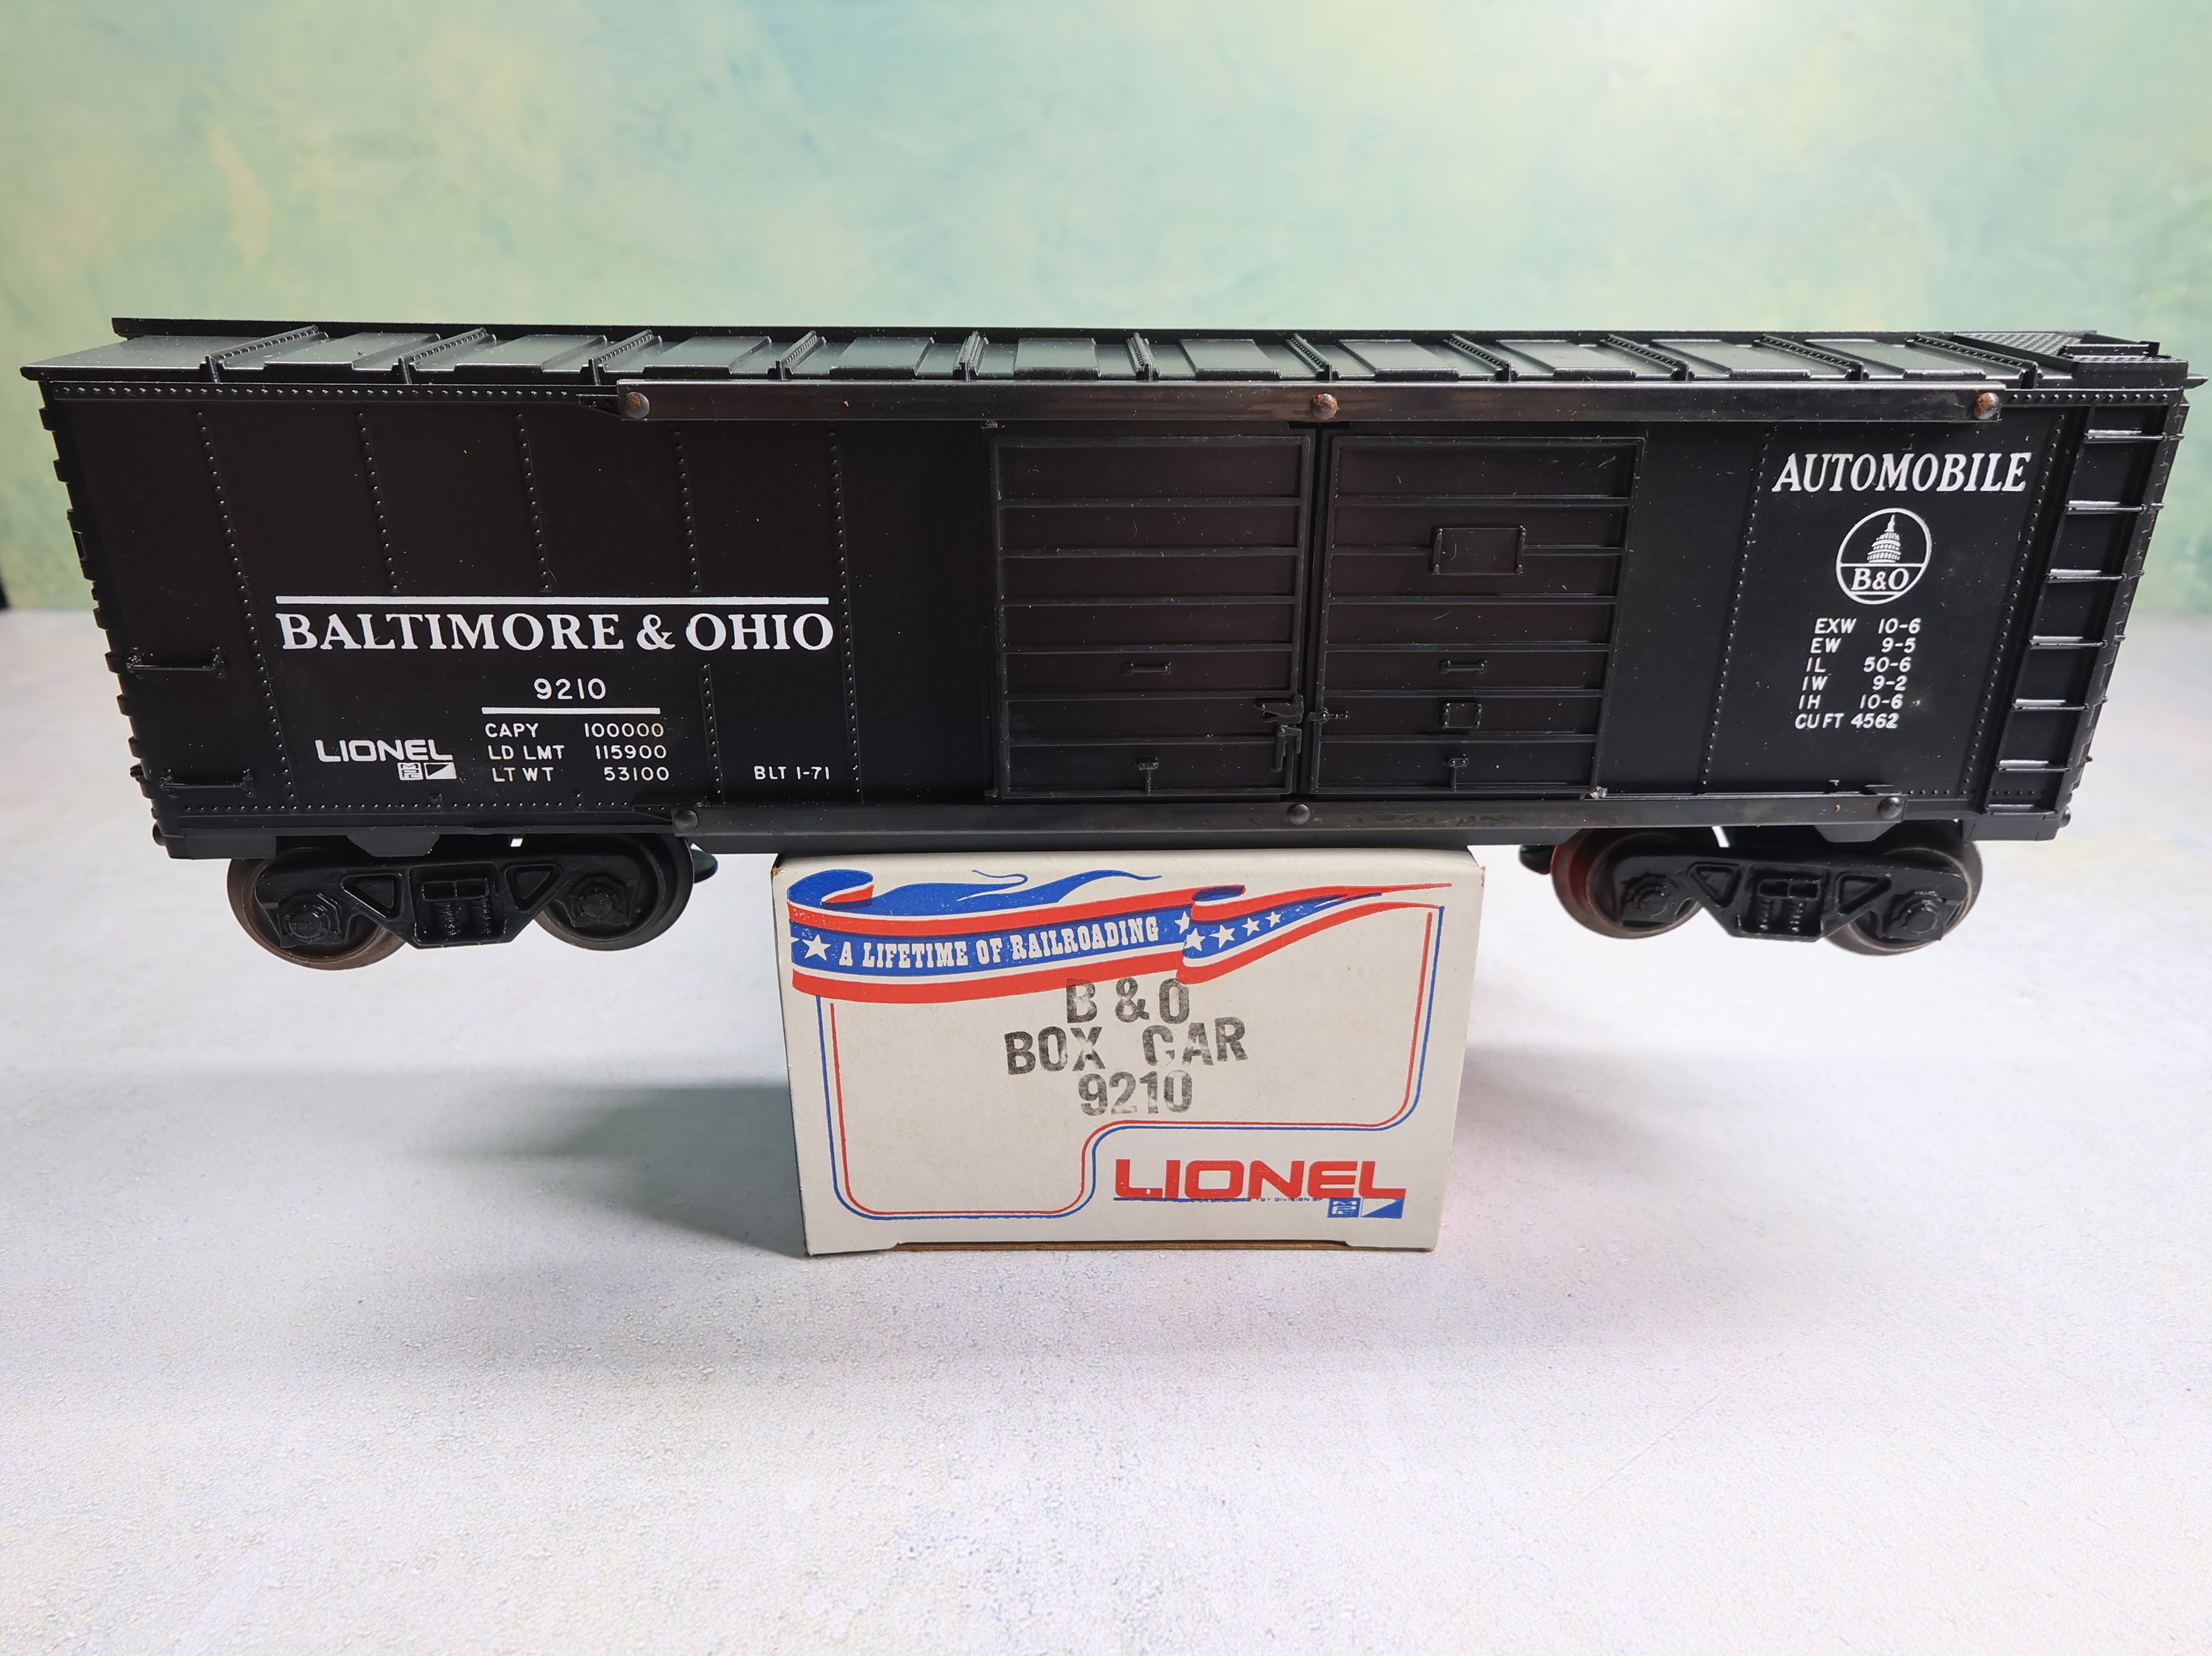 BALTIMORE & OHIO
9210
CAPY 100000
LD LMT 115900
LT WT 53100
LIONEL
MPC
BLT 1-71
AUTOMOBILE
B&O
EXW 10-6
EW 9-5
IL 50-6
IW 9-2
IH 10-6
CU FT 4562
A LIFETIME OF RAILROADING
B & O
BOX CAR
9210
LIONEL
MPC